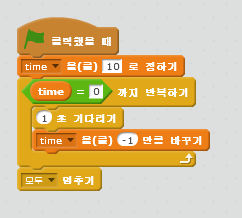 클릭했을 때
time 을(를) 10 로 정하기
time = 0 까지 반복하기
1 초 기다리기
time 을(를) -1 만큼 바꾸기
모두 멈추기